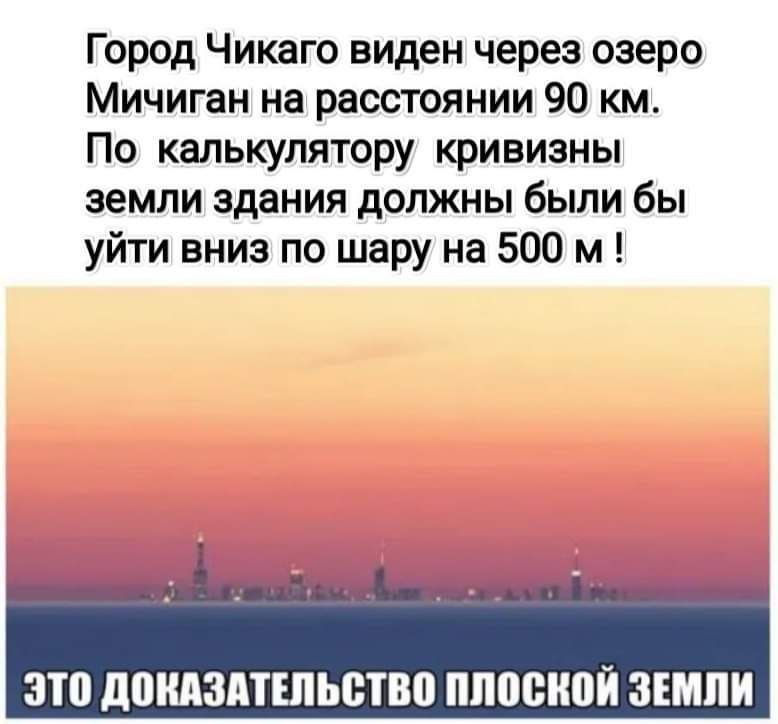 Город Чикаго виден через озеро
Мичиган на расстоянии 90 км.
По калькулятору кривизны
земли здания должны были бы
уйти вниз по шару на 500 м !
ЭТО ДОКАЗАТЕЛЬСТВО ПЛОСКОЙ ЗЕМЛИ